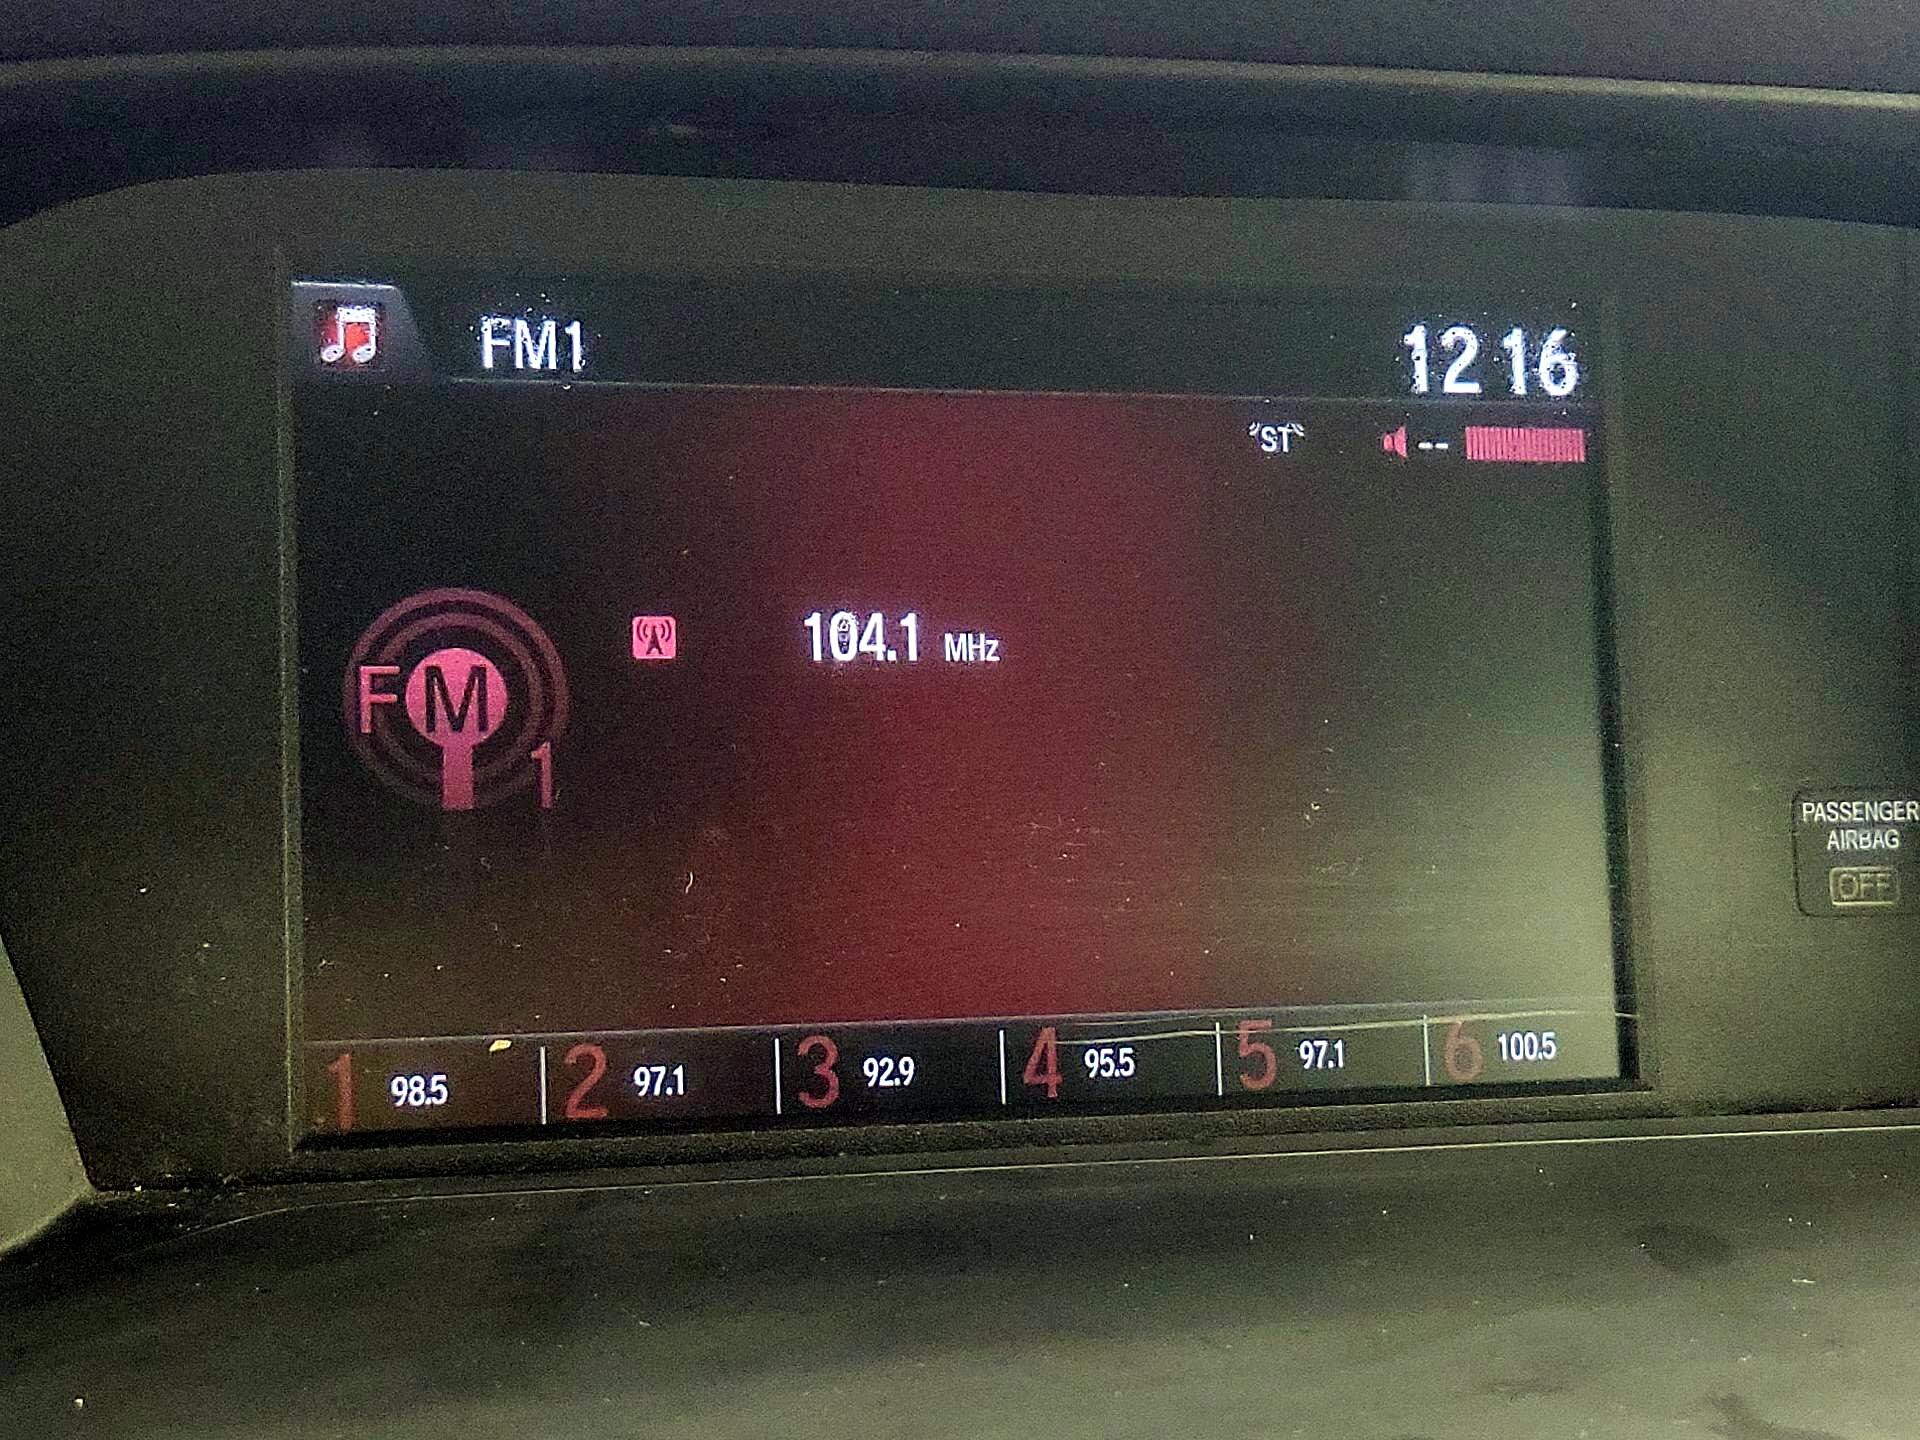 FM1
12 16
ST
--
104.1 MHz
FM
1
1 98.5
2 97.1
3 92.9
4 95.5
5 97.1
6 100.5
PASSENGER
AIRBAG
OFF